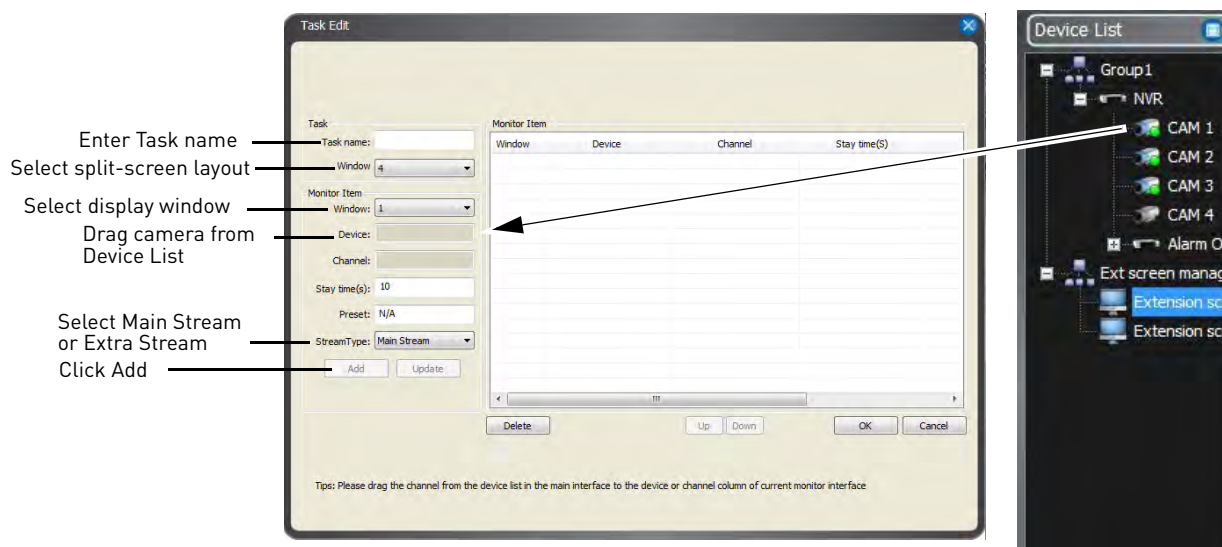 Task Edit
Task
Enter Task name
Task name:
Select split-screen layout
Window
4
Monitor Item
Select display window
Window:
1
Drag camera from
Device List
Device:
Channel:
Stay time(s):
10
Preset:
N/A
Select Main Stream
or Extra Stream
StreamType:
Main Stream
Click Add
Add
Update
Monitor Item
Window Device Channel Stay time(S)
Delete
Up
Down
OK
Cancel
Tips: Please drag the channel from the device list in the main interface to the device or channel column of current monitor interface
Device List
Group1
NVR
CAM 1
CAM 2
CAM 3
CAM 4
Alarm O
Ext screen manag
Extension sc
Extension sc